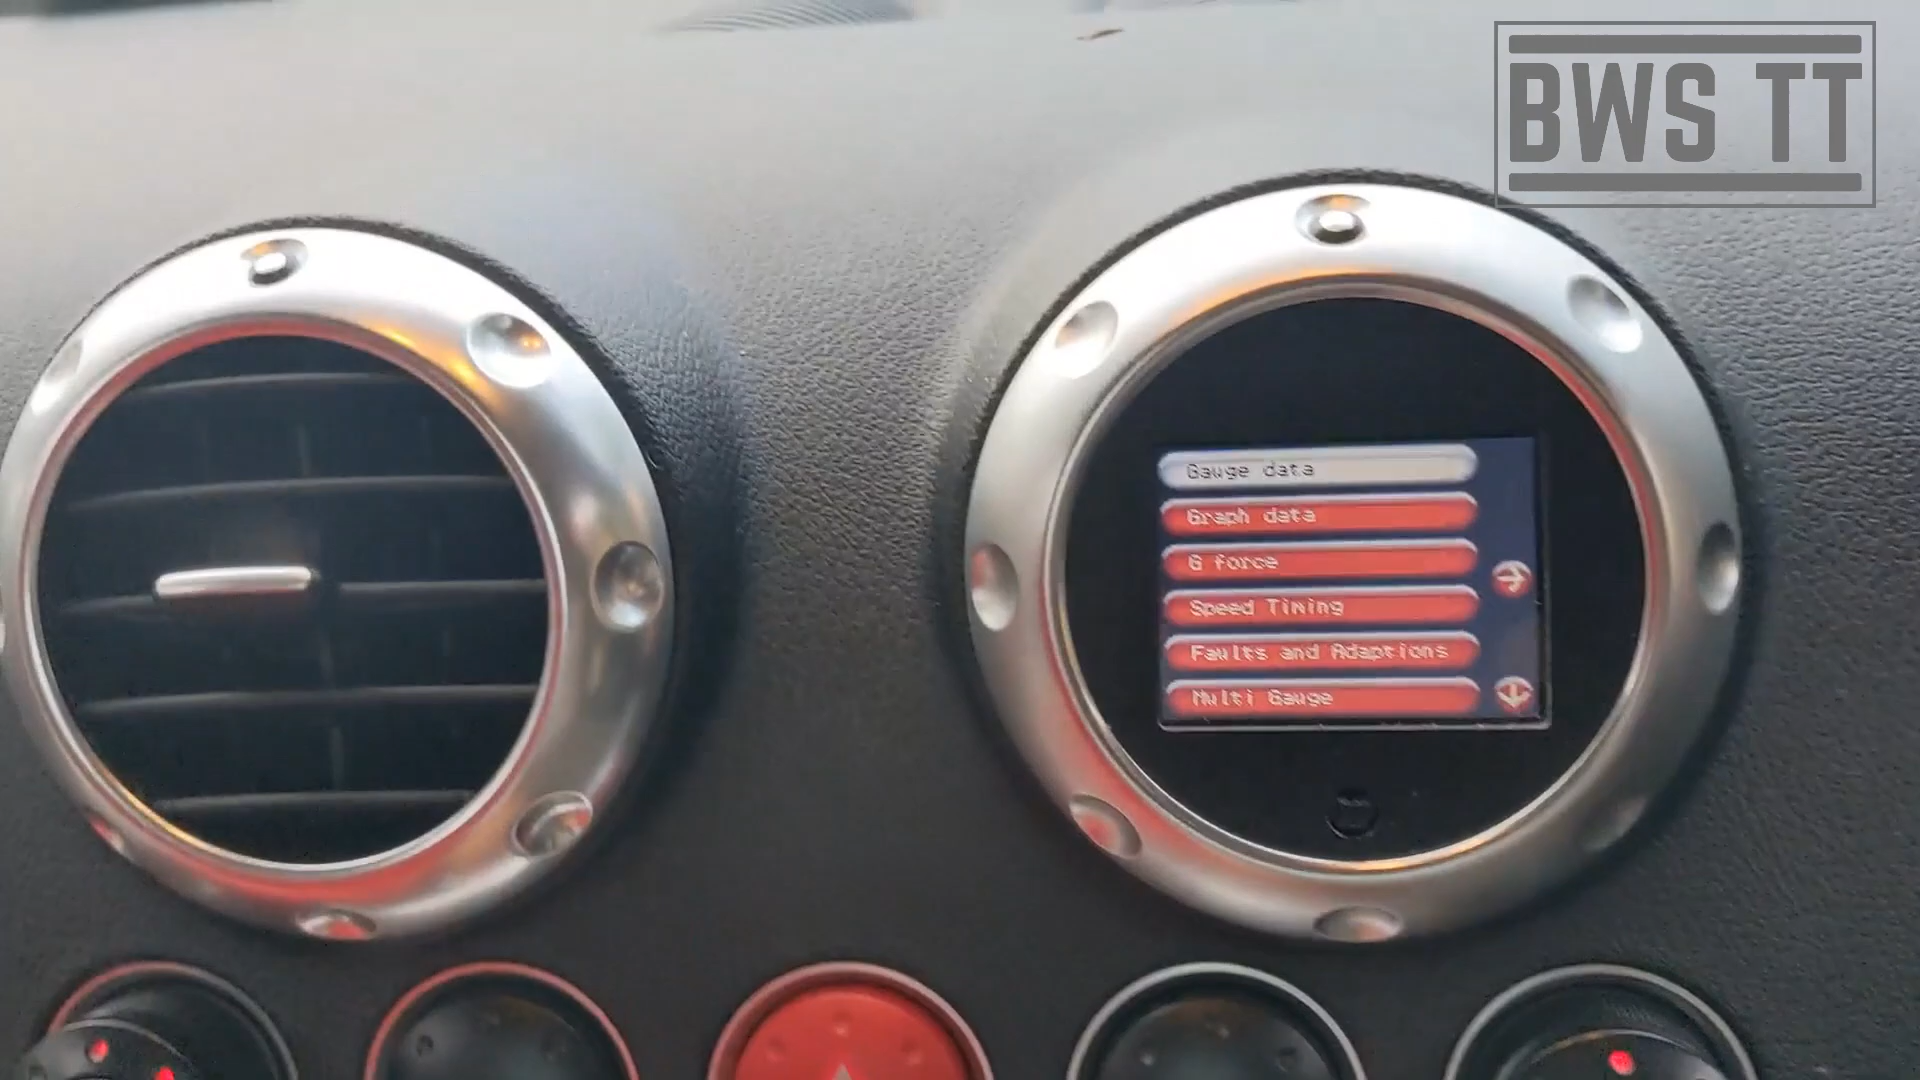 BWS TT
Gauge data
Graph data
G force
Speed Timing
Faults and Adaptions
Multi Gauge